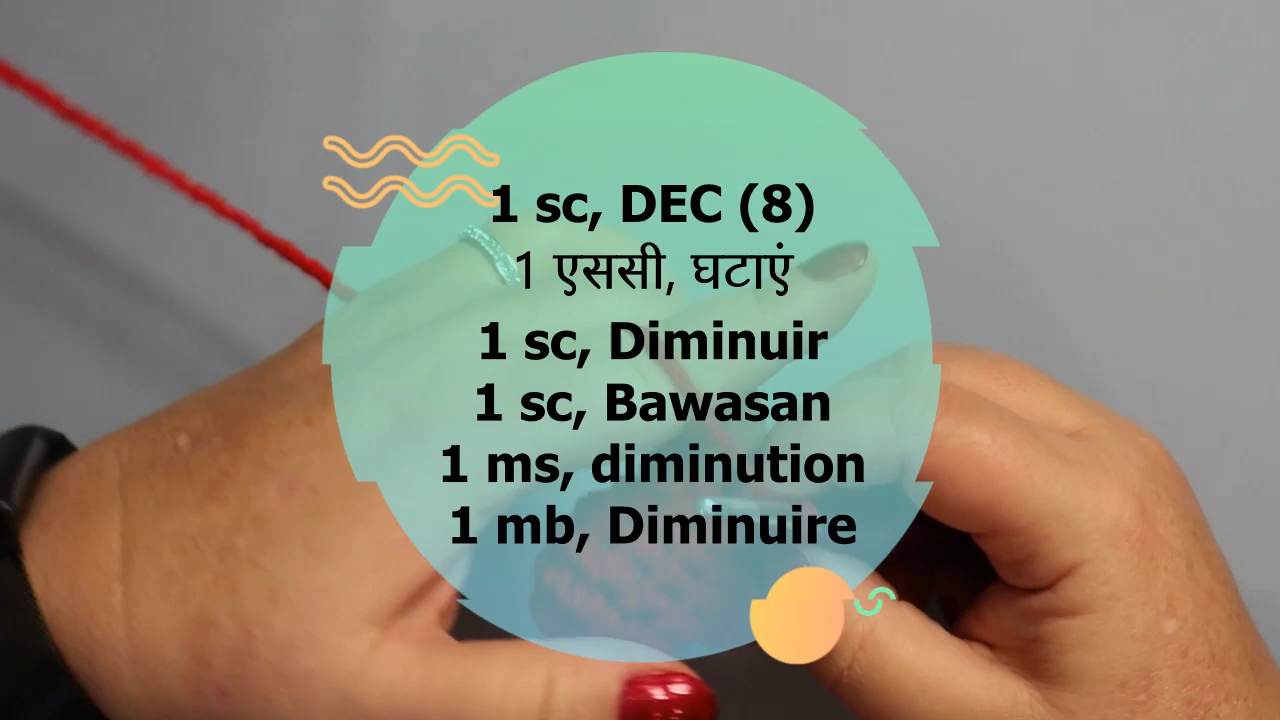 1 sc, DEC (8)
1 एससी, घटाएं
1 sc, Diminuir
1 sc, Bawasan
1 ms, diminution
1 mb, Diminuire